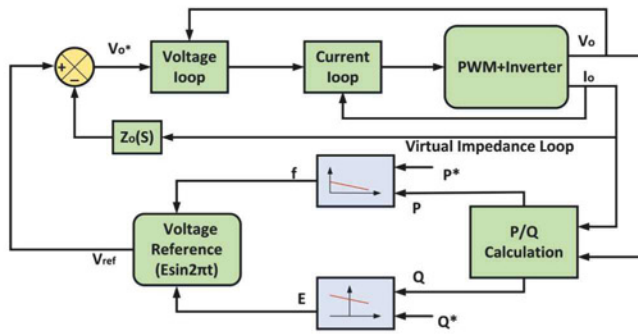 Vo*
Voltage
loop
Current
loop
PWM+Inverter
Vo
Io
+
−
Zo(S)
Virtual Impedance Loop
f
P*
P
Voltage
Reference
(Esin2πt)
Vref
P/Q
Calculation
Q
E
Q*